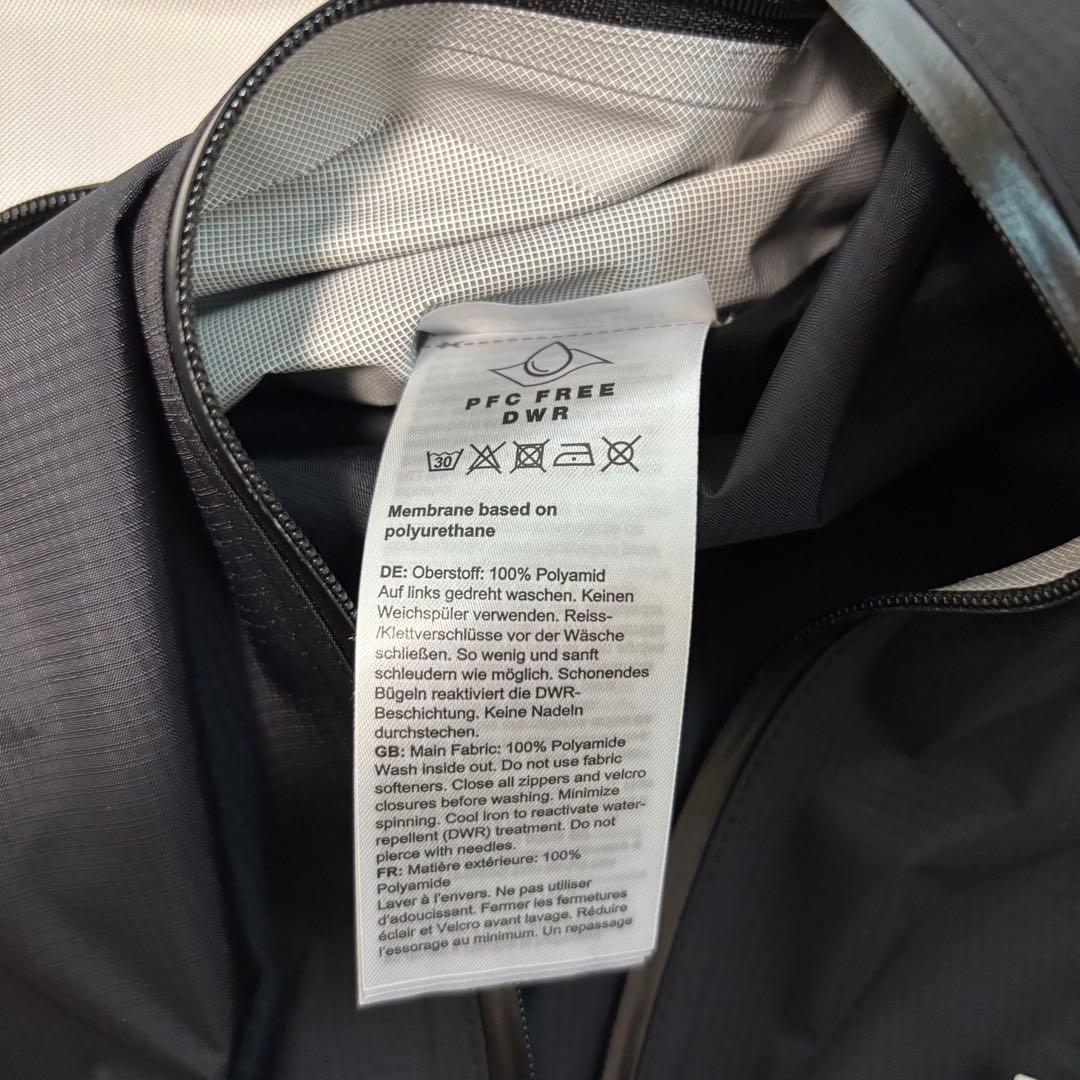 PFC FREE
DWR
30
Membrane based on
polyurethane
DE: Oberstoff: 100% Polyamid
Auf links gedreht waschen. Keinen
Weichspüler verwenden. Reiss-
/Klettverschlüsse vor der Wäsche
schließen. So wenig und sanft
schleudern wie möglich. Schonendes
Bügeln reaktiviert die DWR-
Beschichtung. Keine Nadeln
durchstechen.
GB: Main Fabric: 100% Polyamide
Wash inside out. Do not use fabric
softeners. Close all zippers and velcro
closures before washing. Minimize
spinning. Cool iron to reactivate water-
repellent (DWR) treatment. Do not
pierce with needles.
FR: Matière extérieure: 100%
Polyamide
Laver à l'envers. Ne pas utiliser
d'adoucissant. Fermer les fermetures
éclair et Velcro avant lavage. Réduire
l'essorage au minimum. Un repassage